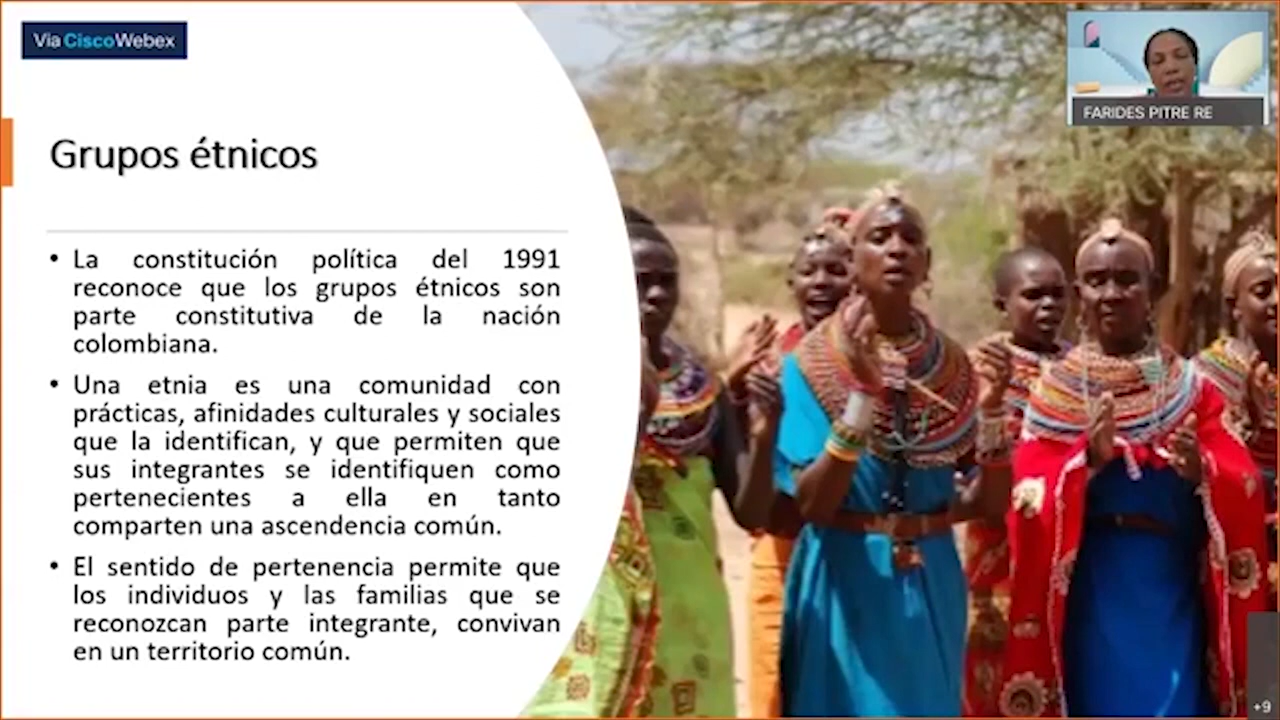 Vía Cisco Webex
FARIDES PITRE RE
Grupos étnicos
• La constitución política del 1991
reconoce que los grupos étnicos son
parte constitutiva de la nación
colombiana.
• Una etnia es una comunidad con
prácticas, afinidades culturales y sociales
que la identifican, y que permiten que
sus integrantes se identifiquen como
pertenecientes a ella en tanto
comparten una ascendencia común.
• El sentido de pertenencia permite que
los individuos y las familias que se
reconozcan parte integrante, convivan
en un territorio común.
+9